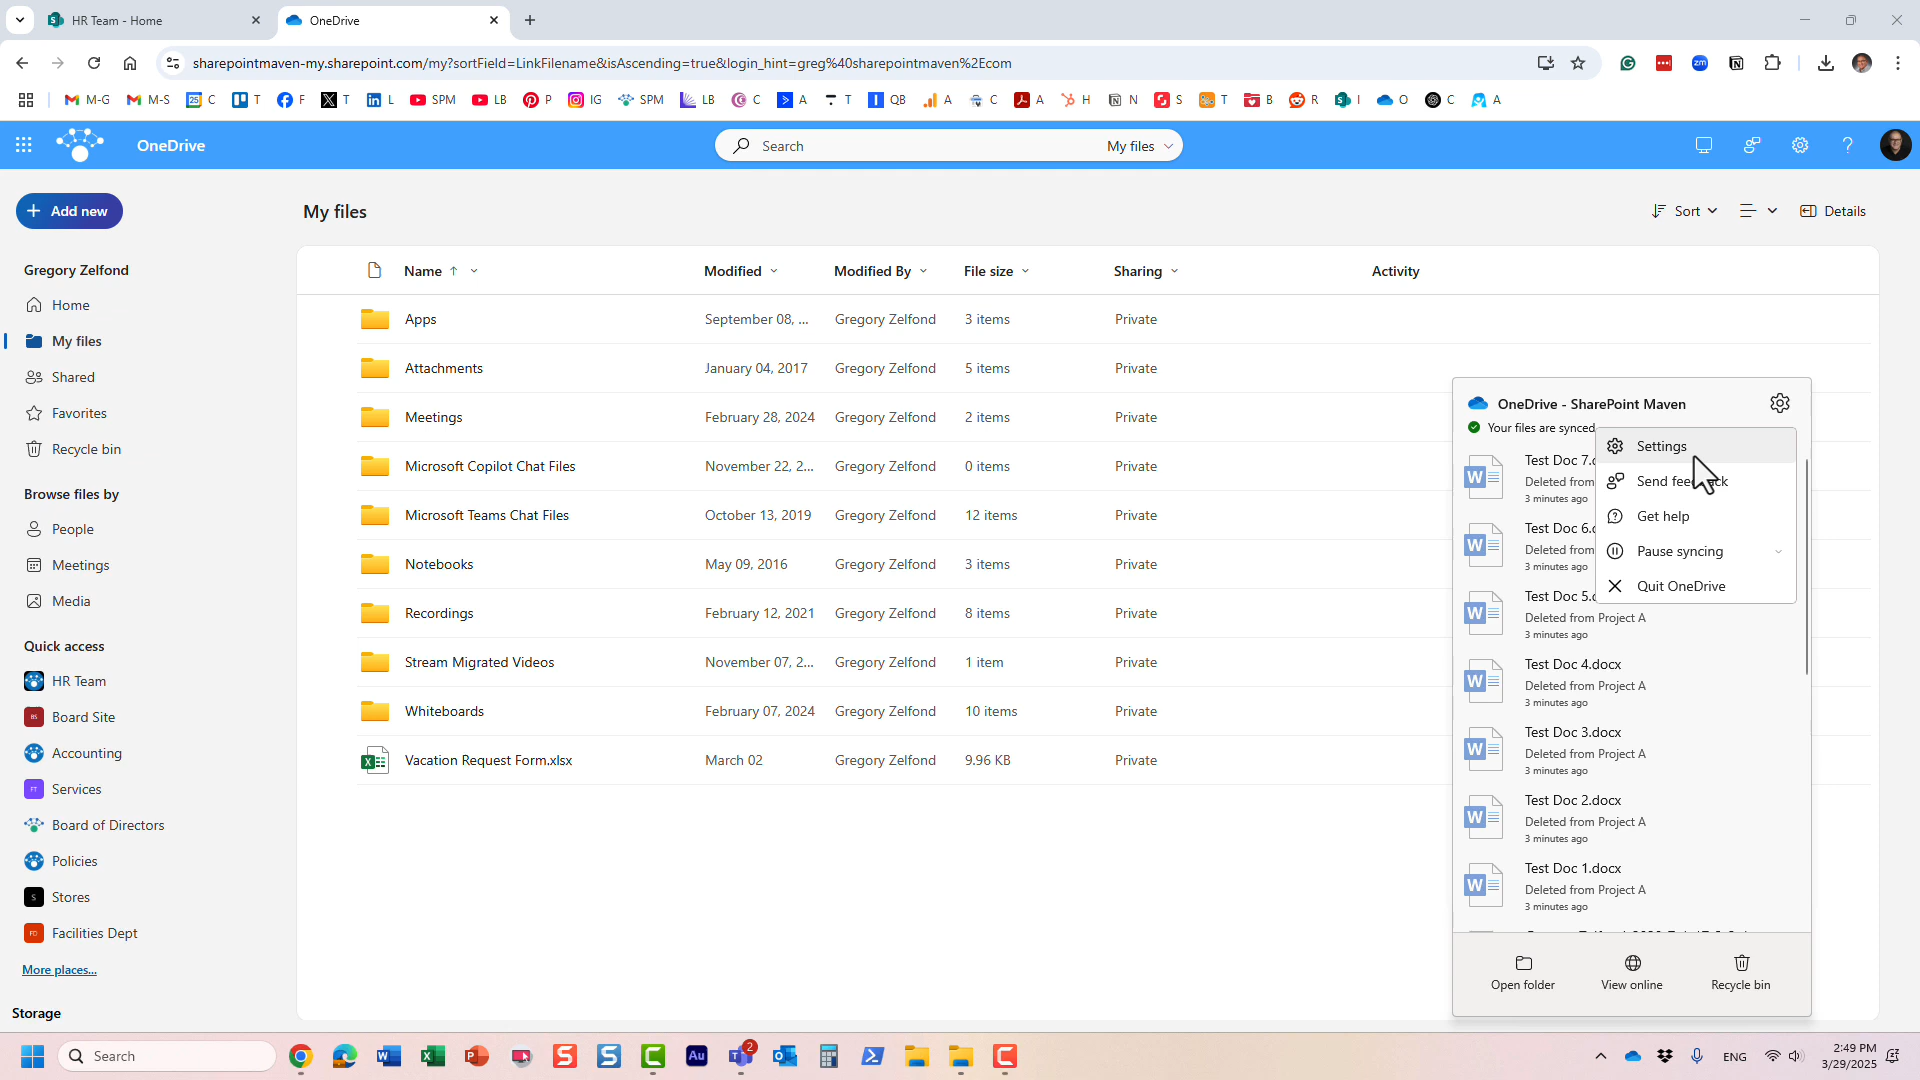 HR Team - Home
OneDrive
sharepointmaven-my.sharepoint.com/my?sortField=LinkFilename&isAscending=true&login_hint=greg%40sharepointmaven%2Ecom
M-G
M-S
C
T
F
T
L
SPM
LB
P
IG
SPM
LB
C
A
T
QB
A
C
A
H
N
S
T
B
R
I
O
C
A
OneDrive
Search
My files
Add new
My files
Sort
Details
Gregory Zelfond
Home
My files
Shared
Favorites
Recycle bin
Browse files by
People
Meetings
Media
Quick access
HR Team
Board Site
Accounting
Services
Board of Directors
Policies
Stores
Facilities Dept
More places...
Storage
Name Modified Modified By File size Sharing Activity
Apps September 08, ... Gregory Zelfond 3 items Private
Attachments January 04, 2017 Gregory Zelfond 5 items Private
Meetings February 28, 2024 Gregory Zelfond 2 items Private
Microsoft Copilot Chat Files November 22, 2... Gregory Zelfond 0 items Private
Microsoft Teams Chat Files October 13, 2019 Gregory Zelfond 12 items Private
Notebooks May 09, 2016 Gregory Zelfond 3 items Private
Recordings February 12, 2021 Gregory Zelfond 8 items Private
Stream Migrated Videos November 07, 2... Gregory Zelfond 1 item Private
Whiteboards February 07, 2024 Gregory Zelfond 10 items Private
Vacation Request Form.xlsx March 02 Gregory Zelfond 9.96 KB Private
OneDrive - SharePoint Maven
Your files are synced
Settings
Send feedback
Get help
Pause syncing
Quit OneDrive
Test Doc 7.
Deleted from
3 minutes ago
Test Doc 6.
Deleted from
3 minutes ago
Test Doc 5.
Deleted from Project A
3 minutes ago
Test Doc 4.docx
Deleted from Project A
3 minutes ago
Test Doc 3.docx
Deleted from Project A
3 minutes ago
Test Doc 2.docx
Deleted from Project A
3 minutes ago
Test Doc 1.docx
Deleted from Project A
3 minutes ago
Open folder
View online
Recycle bin
Search
2
ENG
2:49 PM
3/29/2025